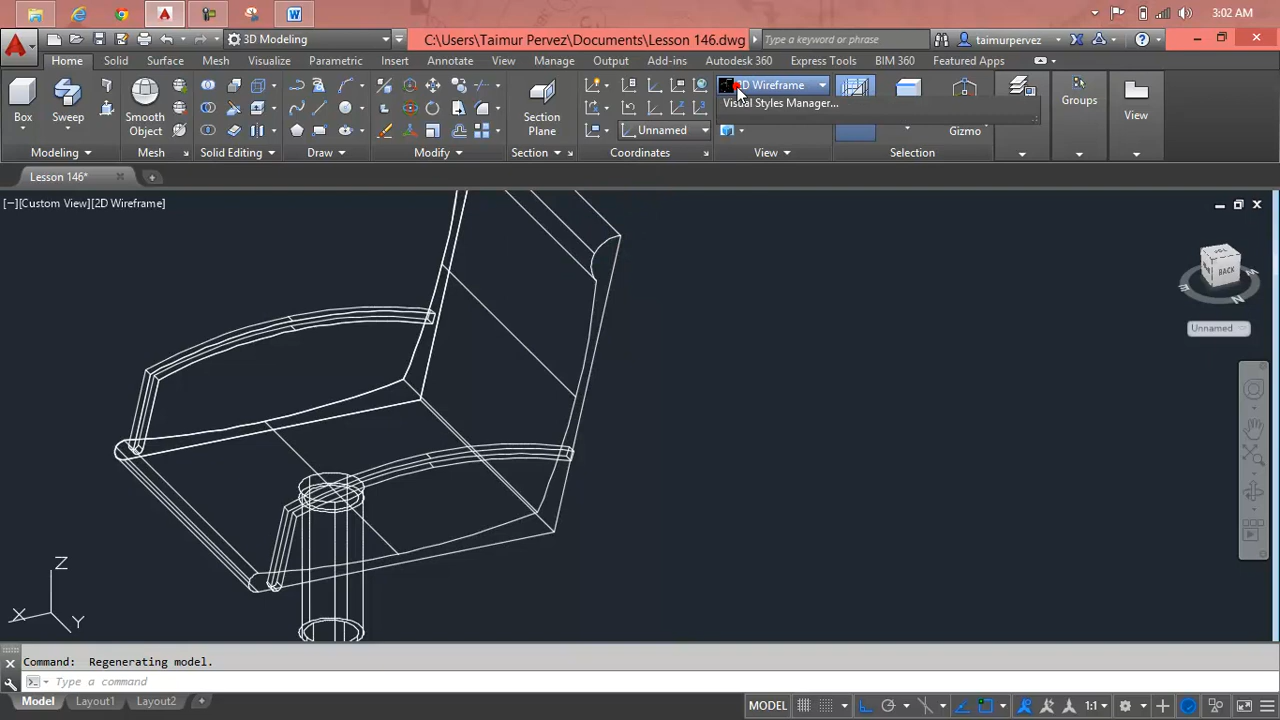 3:02 AM
3D Modeling
C:\Users\Taimur Pervez\Documents\Lesson 146.dwg
Type a keyword or phrase
taimurpervez
Home Solid Surface Mesh Visualize Parametric Insert Annotate View Manage Output Add-ins Autodesk 360 Express Tools BIM 360 Featured Apps
2D Wireframe
Visual Styles Manager...
Box
Sweep
Smooth Object
Section Plane
Unnamed
Gizmo
Groups
View
Modeling
Mesh
Solid Editing
Draw
Modify
Section
Coordinates
View
Selection
Lesson 146*
[−][Custom View][2D Wireframe]
TOP
BACK
Unnamed
Z
X
Y
Command: Regenerating model.
Type a command
Model Layout1 Layout2
MODEL
1:1